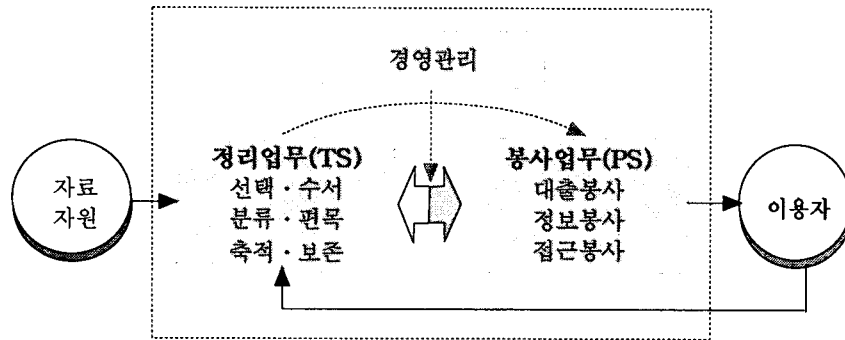 경영관리
자료
자원
정리업무(TS)
선택·수서
분류·편목
축적·보존
봉사업무(PS)
대출봉사
정보봉사
접근봉사
이용자